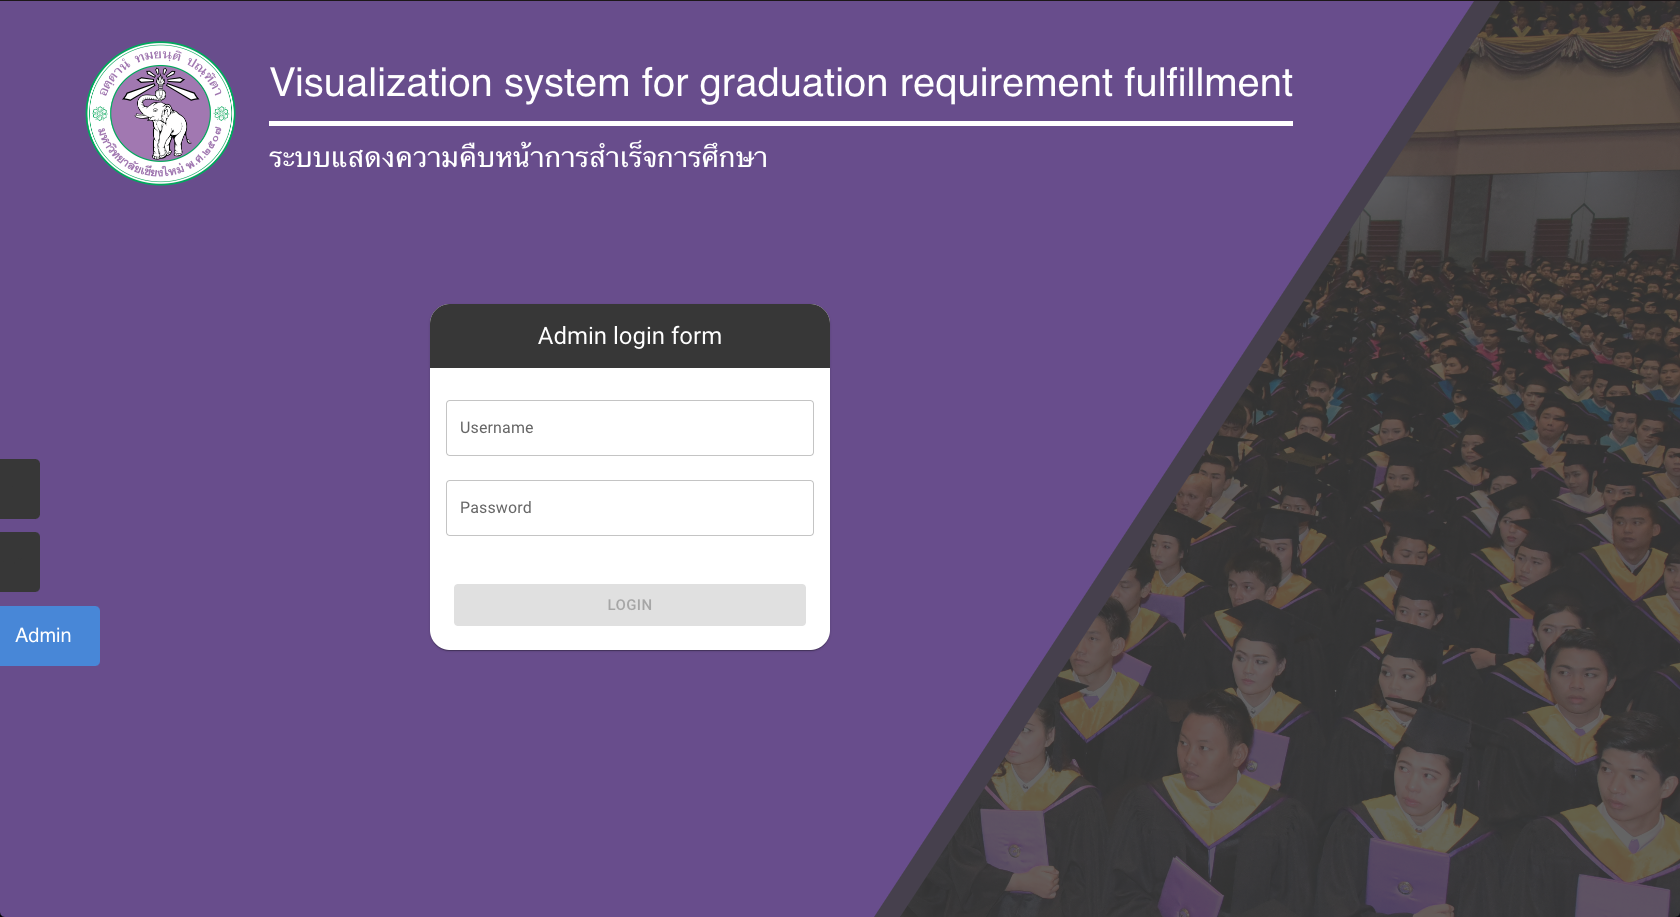 อตฺตานํ ทมยนฺติ ปณฺฑิตา
มหาวิทยาลัยเชียงใหม่ พ.ศ.๒๕๐๗
Visualization system for graduation requirement fulfillment
ระบบแสดงความคืบหน้าการสำเร็จการศึกษา
Admin login form
Username
Password
LOGIN
Admin